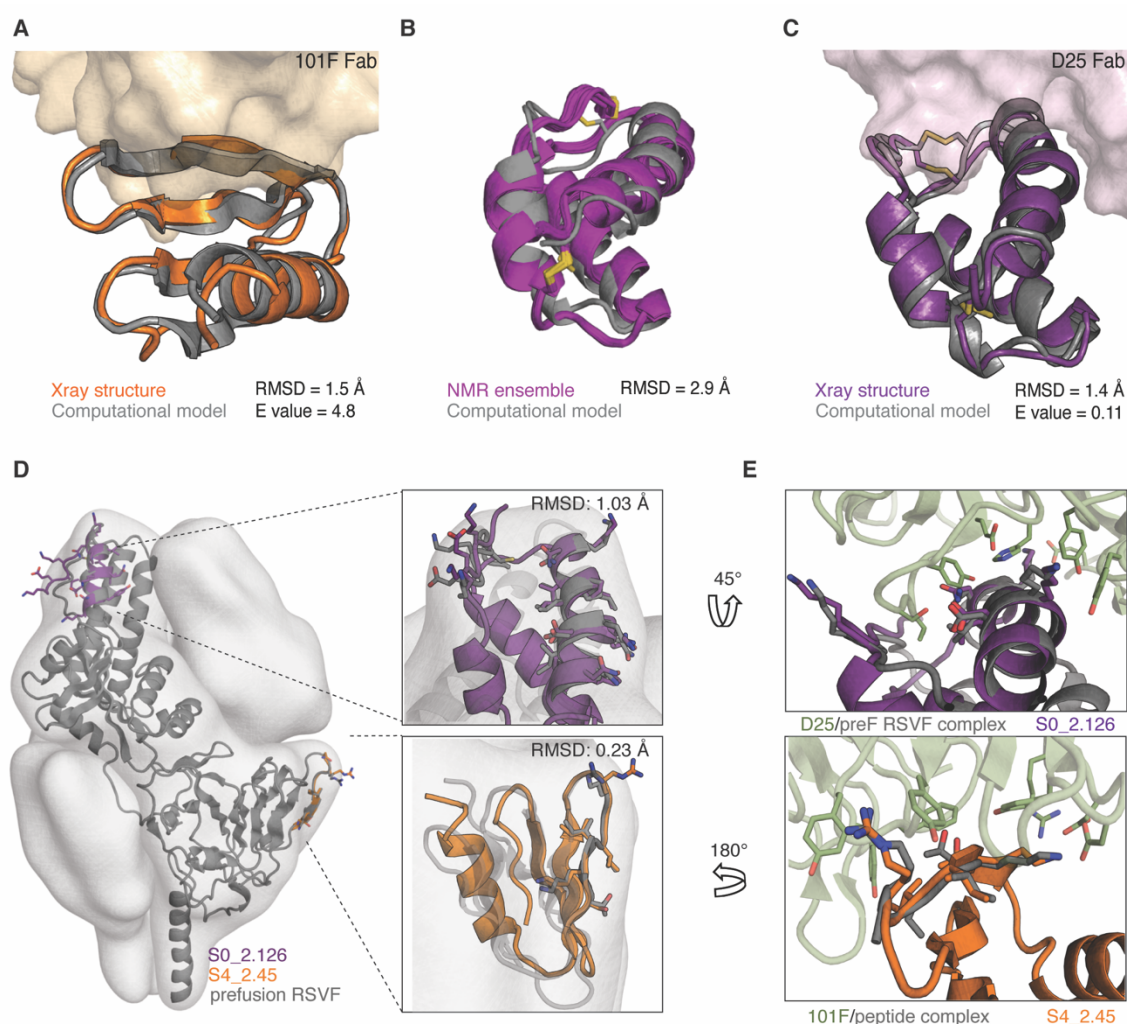 A
101F Fab
Xray structure
Computational model
RMSD = 1.5 Å
E value = 4.8
B
NMR ensemble
Computational model
RMSD = 2.9 Å
C
D25 Fab
Xray structure
Computational model
RMSD = 1.4 Å
E value = 0.11
D
S0_2.126
S4_2.45
prefusion RSVF
RMSD: 1.03 Å
RMSD: 0.23 Å
45°
180°
E
D25/preF RSVF complex
S0_2.126
101F/peptide complex
S4_2.45